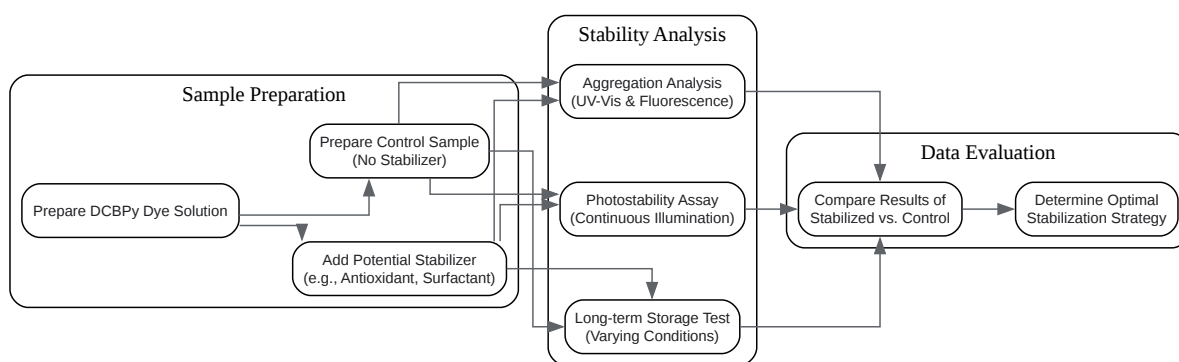 Sample Preparation
Prepare DCBPy Dye Solution
Prepare Control Sample
(No Stabilizer)
Add Potential Stabilizer
(e.g., Antioxidant, Surfactant)
Stability Analysis
Aggregation Analysis
(UV-Vis & Fluorescence)
Photostability Assay
(Continuous Illumination)
Long-term Storage Test
(Varying Conditions)
Data Evaluation
Compare Results of
Stabilized vs. Control
Determine Optimal
Stabilization Strategy